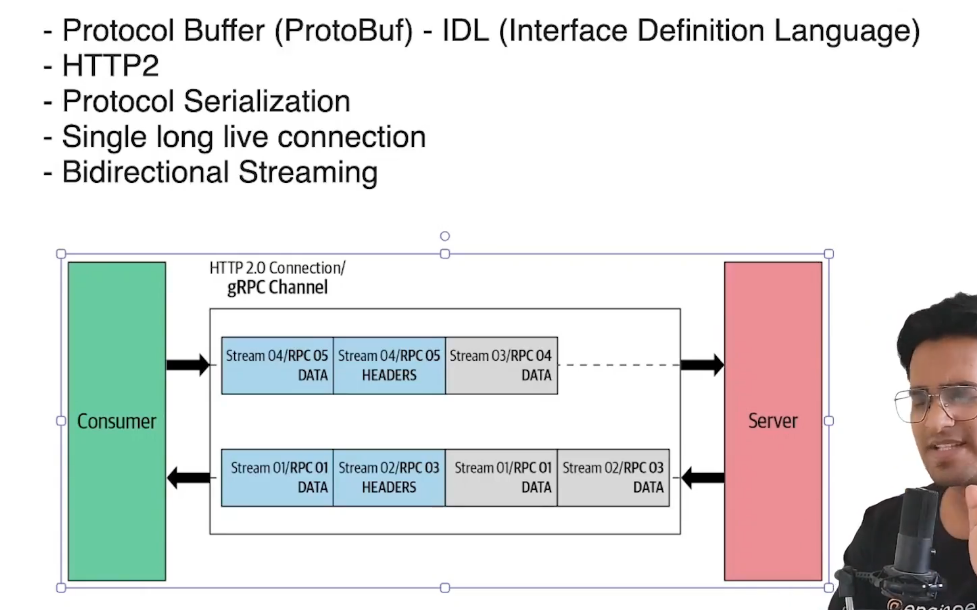 - Protocol Buffer (ProtoBuf) - IDL (Interface Definition Language)
- HTTP2
- Protocol Serialization
- Single long live connection
- Bidirectional Streaming
HTTP 2.0 Connection/
gRPC Channel
Consumer
Stream 04/RPC 05
DATA
Stream 04/RPC 05
HEADERS
Stream 03/RPC 04
DATA
Stream 01/RPC 01
DATA
Stream 02/RPC 03
HEADERS
Stream 01/RPC 01
DATA
Stream 02/RPC 03
DATA
Server